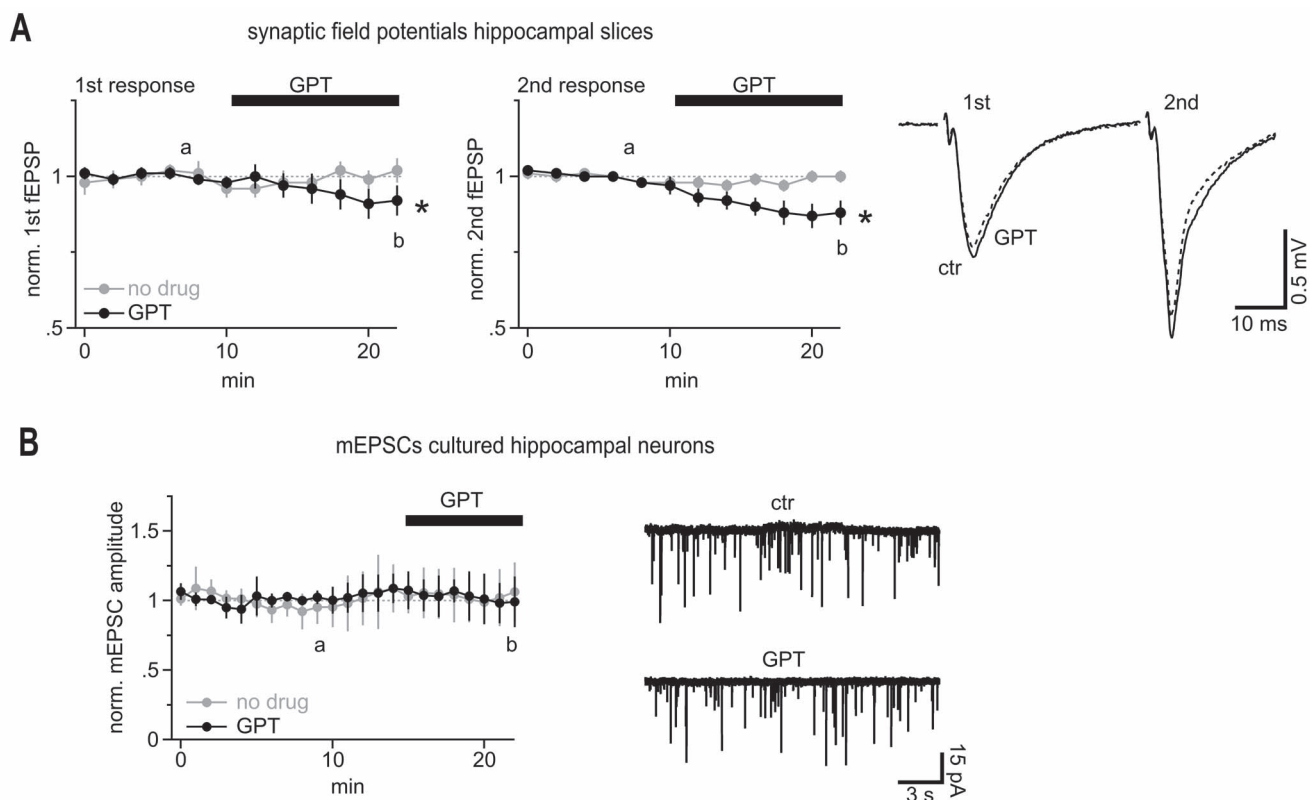 A
synaptic field potentials hippocampal slices
1st response
GPT
a
norm. 1st fEPSP
1
.5
*
b
no drug
GPT
0
10
20
min
2nd response
GPT
a
norm. 2nd fEPSP
1
.5
*
b
0
10
20
min
1st
2nd
GPT
ctr
0.5 mV
10 ms
B
mEPSCs cultured hippocampal neurons
GPT
norm. mEPSC amplitude
1.5
1
.5
0
a
b
no drug
GPT
0
10
20
min
ctr
GPT
15 pA
3 s